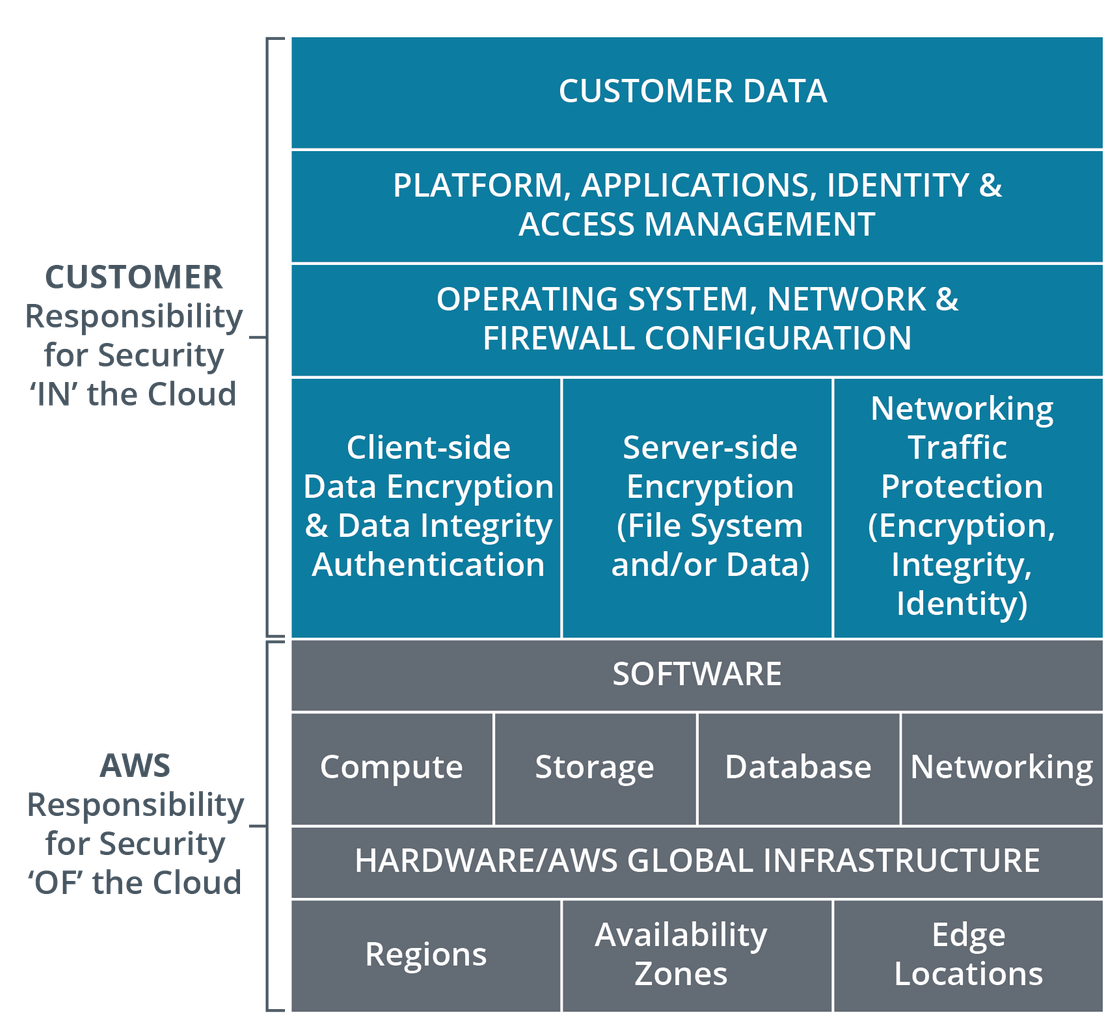 CUSTOMER DATA
PLATFORM, APPLICATIONS, IDENTITY &
ACCESS MANAGEMENT
CUSTOMER
Responsibility
for Security
‘IN’ the Cloud
OPERATING SYSTEM, NETWORK &
FIREWALL CONFIGURATION
Client-side
Data Encryption
& Data Integrity
Authentication
Server-side
Encryption
(File System
and/or Data)
Networking
Traffic
Protection
(Encryption,
Integrity,
Identity)
SOFTWARE
AWS
Responsibility
for Security
‘OF’ the Cloud
Compute
Storage
Database
Networking
HARDWARE/AWS GLOBAL INFRASTRUCTURE
Regions
Availability
Zones
Edge
Locations